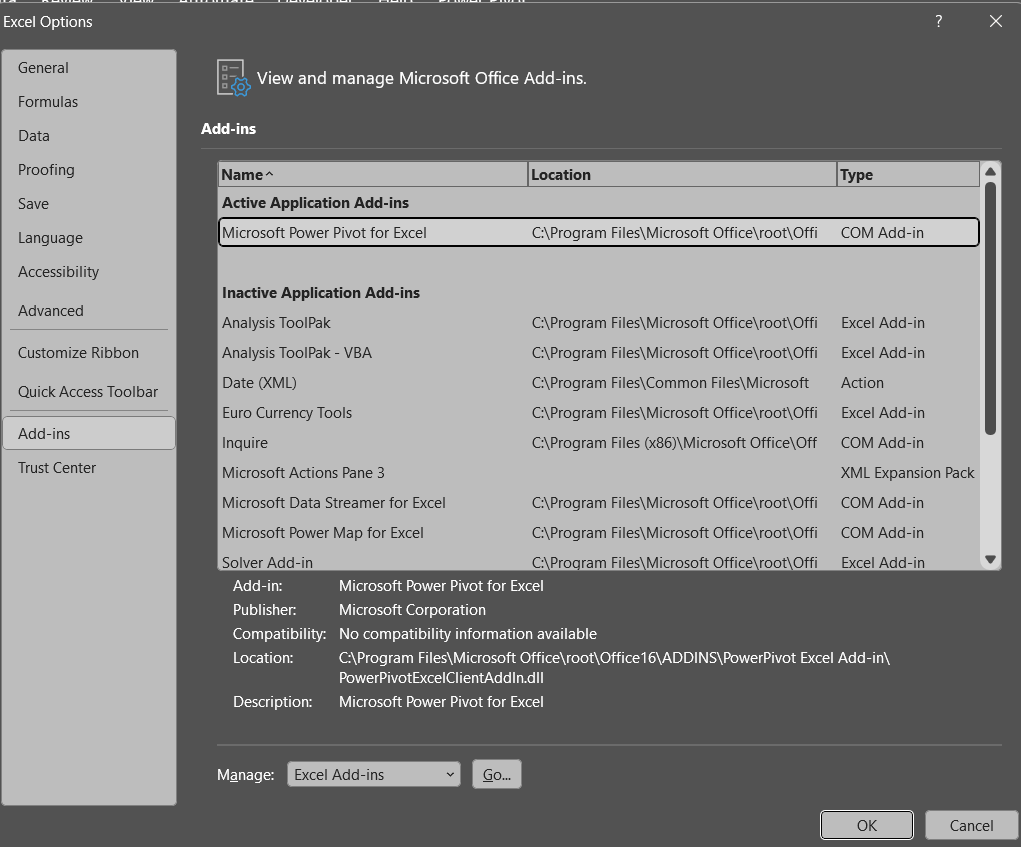 Review View Automate Developer Help Power Pivot
Excel Options
?
General
Formulas
Data
Proofing
Save
Language
Accessibility
Advanced
Customize Ribbon
Quick Access Toolbar
Add-ins
Trust Center
View and manage Microsoft Office Add-ins.
Add-ins
Name Location Type
Active Application Add-ins
Microsoft Power Pivot for Excel C:\Program Files\Microsoft Office\root\Offi COM Add-in
Inactive Application Add-ins
Analysis ToolPak C:\Program Files\Microsoft Office\root\Offi Excel Add-in
Analysis ToolPak - VBA C:\Program Files\Microsoft Office\root\Offi Excel Add-in
Date (XML) C:\Program Files\Common Files\Microsoft Action
Euro Currency Tools C:\Program Files\Microsoft Office\root\Offi Excel Add-in
Inquire C:\Program Files (x86)\Microsoft Office\Off COM Add-in
Microsoft Actions Pane 3 XML Expansion Pack
Microsoft Data Streamer for Excel C:\Program Files\Microsoft Office\root\Offi COM Add-in
Microsoft Power Map for Excel C:\Program Files\Microsoft Office\root\Offi COM Add-in
Solver Add-in C:\Program Files\Microsoft Office\root\Offi Excel Add-in
Add-in: Microsoft Power Pivot for Excel
Publisher: Microsoft Corporation
Compatibility: No compatibility information available
Location: C:\Program Files\Microsoft Office\root\Office16\ADDINS\PowerPivot Excel Add-in\
PowerPivotExcelClientAddIn.dll
Description: Microsoft Power Pivot for Excel
Manage: Excel Add-ins Go...
OK Cancel